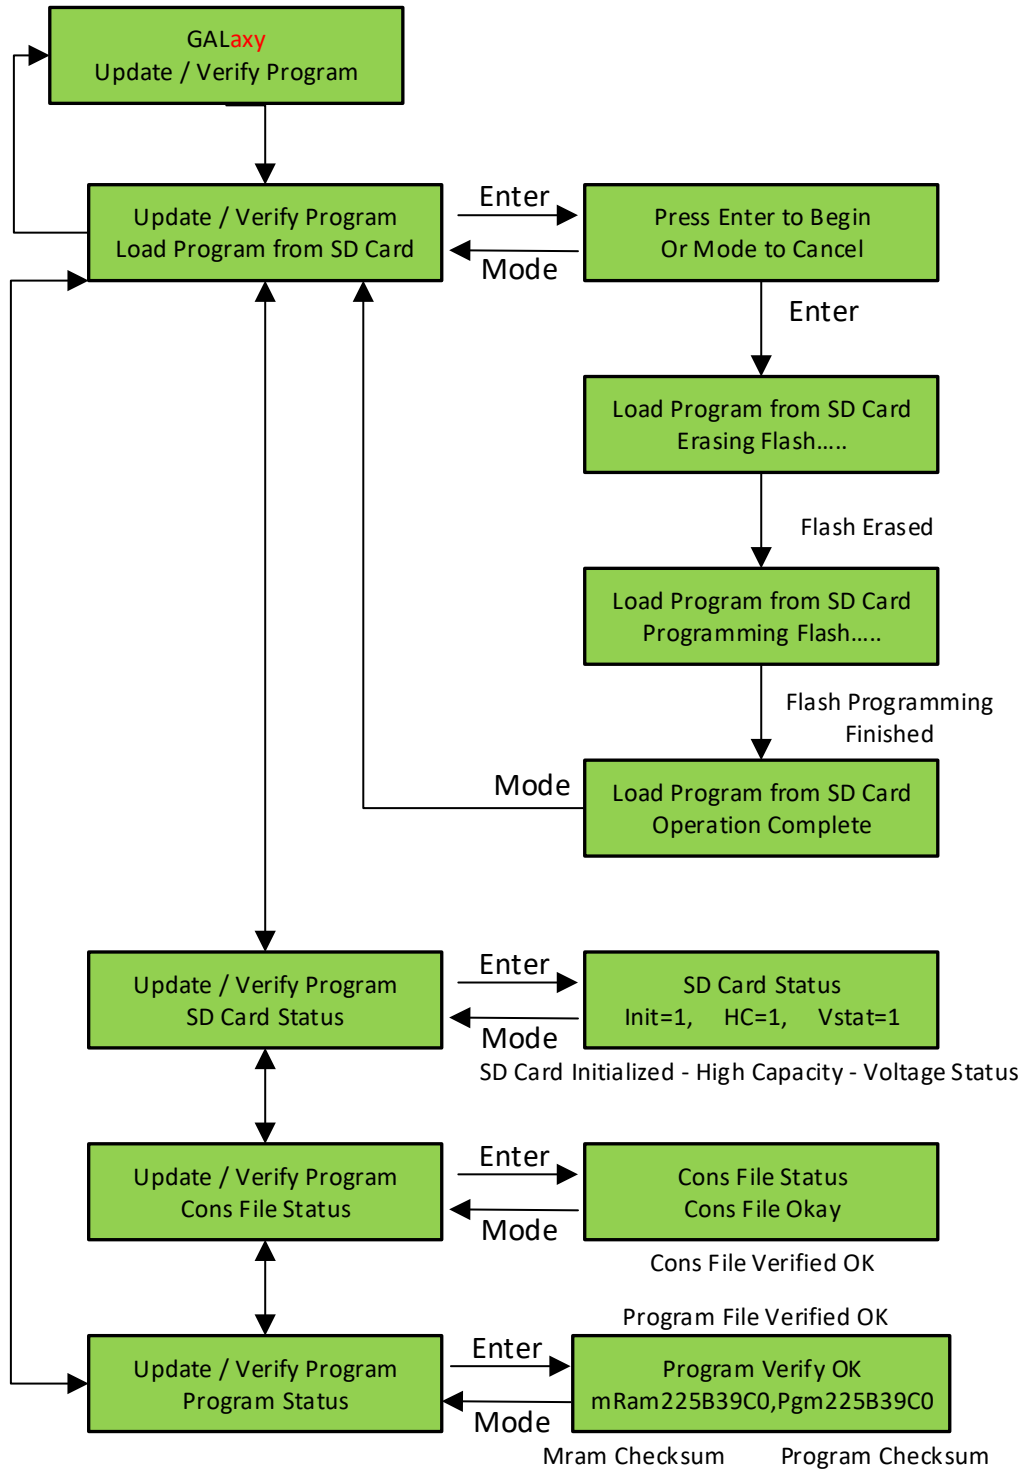 GALaxy
Update / Verify Program
Update / Verify Program
Load Program from SD Card
Enter
Mode
Press Enter to Begin
Or Mode to Cancel
Enter
Load Program from SD Card
Erasing Flash.....
Flash Erased
Load Program from SD Card
Programming Flash.....
Flash Programming
Finished
Mode
Load Program from SD Card
Operation Complete
Update / Verify Program
SD Card Status
Enter
Mode
SD Card Status
Init=1, HC=1, Vstat=1
SD Card Initialized - High Capacity - Voltage Status
Update / Verify Program
Cons File Status
Enter
Mode
Cons File Status
Cons File Okay
Cons File Verified OK
Program File Verified OK
Update / Verify Program
Program Status
Enter
Mode
Program Verify OK
mRam225B39C0,Pgm225B39C0
Mram Checksum Program Checksum